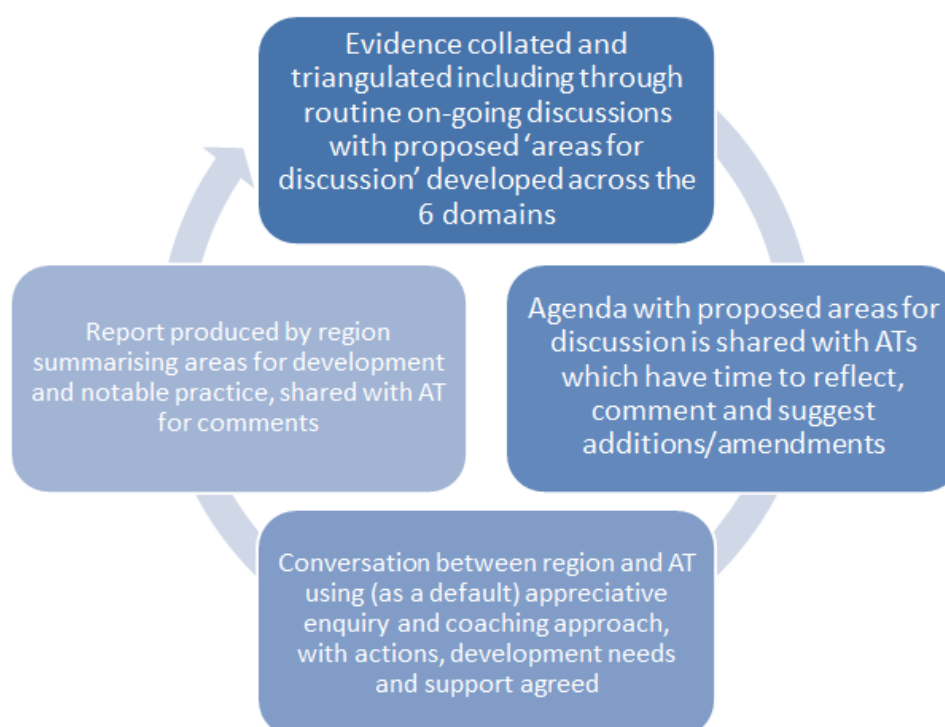 Evidence collated and
triangulated including through
routine on-going discussions
with proposed ‘areas for
discussion’ developed across the
6 domains
Agenda with proposed areas for
discussion is shared with ATs
which have time to reflect,
comment and suggest
additions/amendments
Conversation between region and AT
using (as a default) appreciative
enquiry and coaching approach,
with actions, development needs
and support agreed
Report produced by region
summarising areas for development
and notable practice, shared with AT
for comments